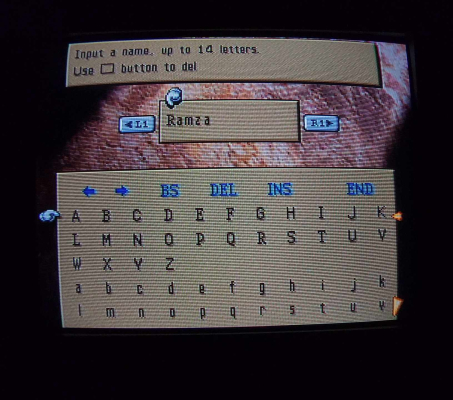 Input a name, up to 14 letters.
Use □ button to del
◄L1 Ramza R1►
← → BS DEL INS END
A B C D E F G H I J K
L M N O P Q R S T U V
W X Y Z
a b c d e f g h i j k
l m n o p q r s t u v